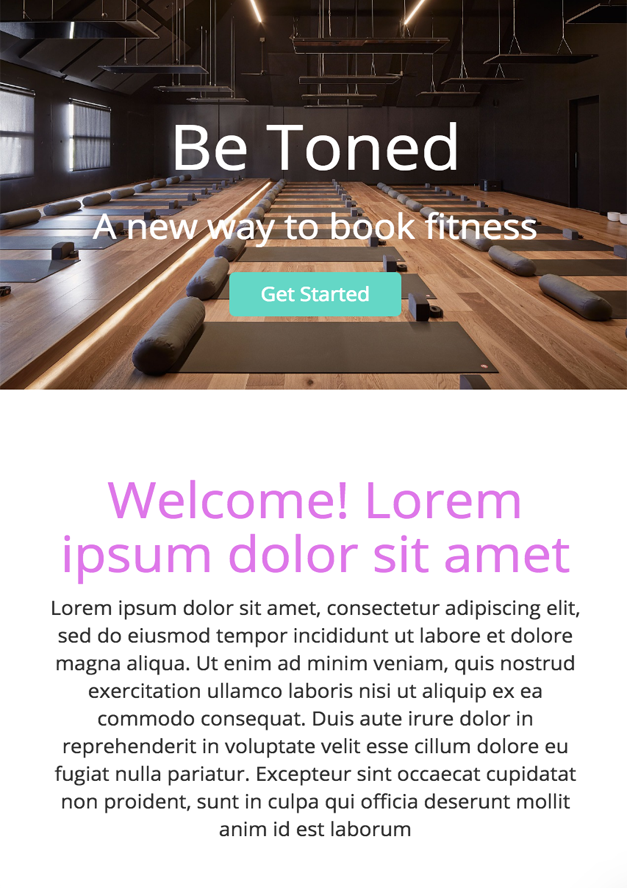 Be Toned
A new way to book fitness
Get Started
Welcome! Lorem
ipsum dolor sit amet
Lorem ipsum dolor sit amet, consectetur adipiscing elit,
sed do eiusmod tempor incididunt ut labore et dolore
magna aliqua. Ut enim ad minim veniam, quis nostrud
exercitation ullamco laboris nisi ut aliquip ex ea
commodo consequat. Duis aute irure dolor in
reprehenderit in voluptate velit esse cillum dolore eu
fugiat nulla pariatur. Excepteur sint occaecat cupidatat
non proident, sunt in culpa qui officia deserunt mollit
anim id est laborum